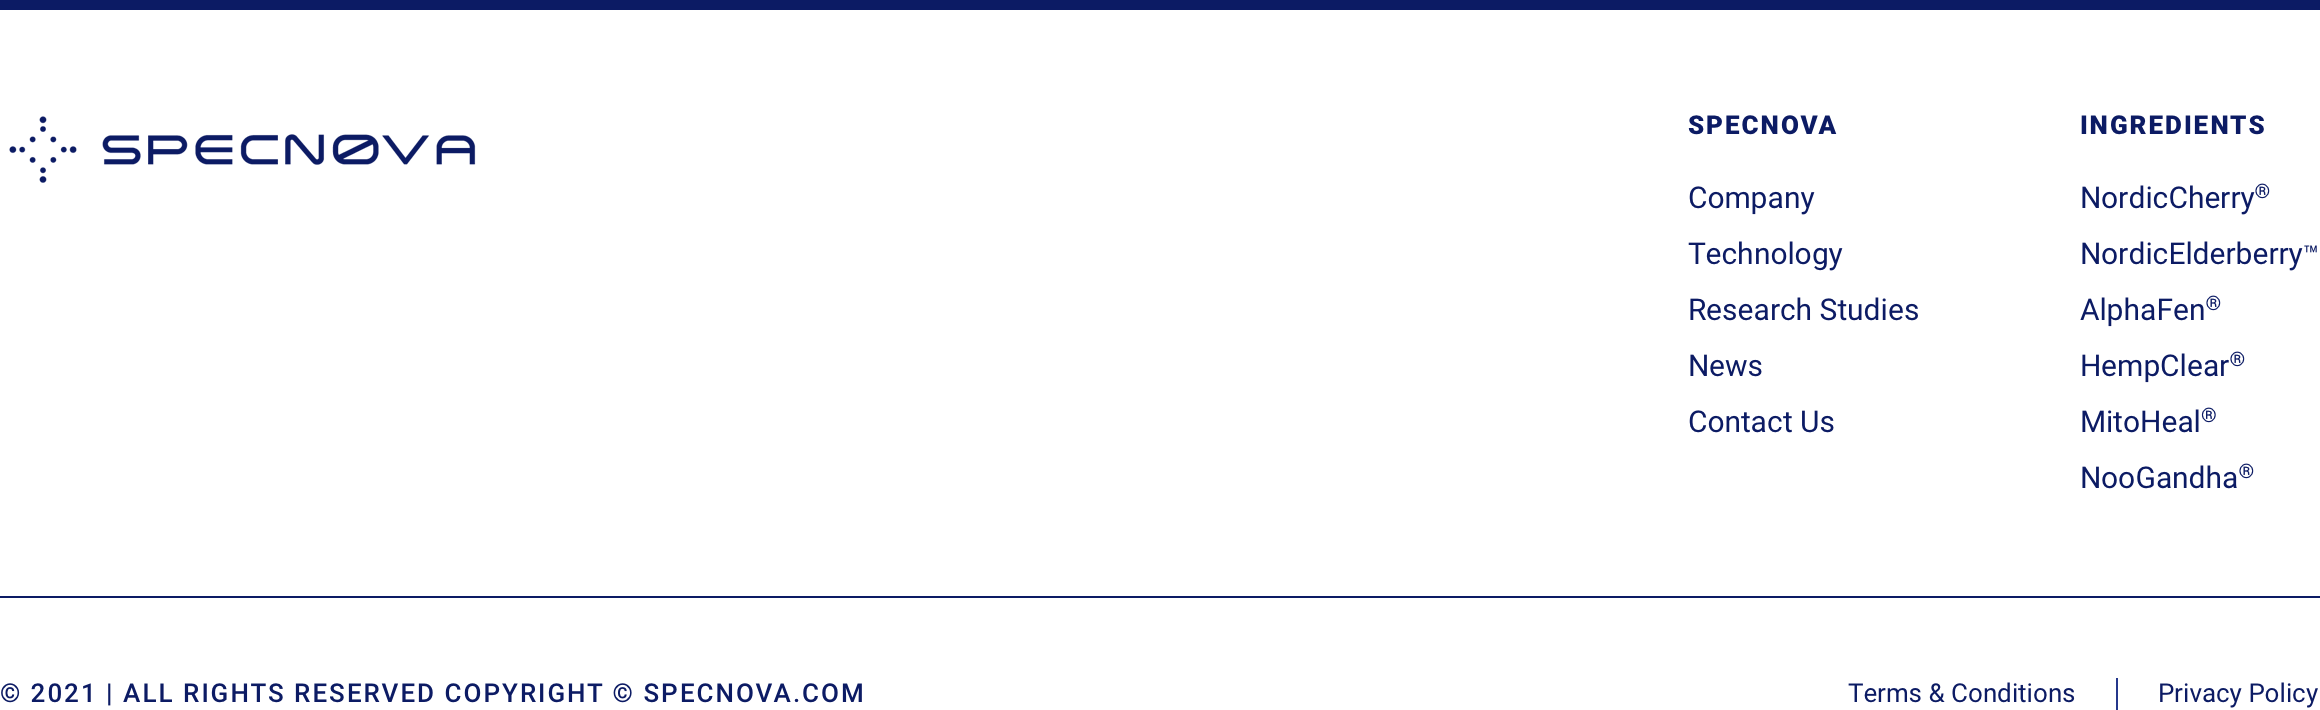 SPECNØVA
SPECNOVA
Company
Technology
Research Studies
News
Contact Us
INGREDIENTS
NordicCherry®
NordicElderberry™
AlphaFen®
HempClear®
MitoHeal®
NooGandha®
© 2021 | ALL RIGHTS RESERVED COPYRIGHT © SPECNOVA.COM
Terms & Conditions | Privacy Policy